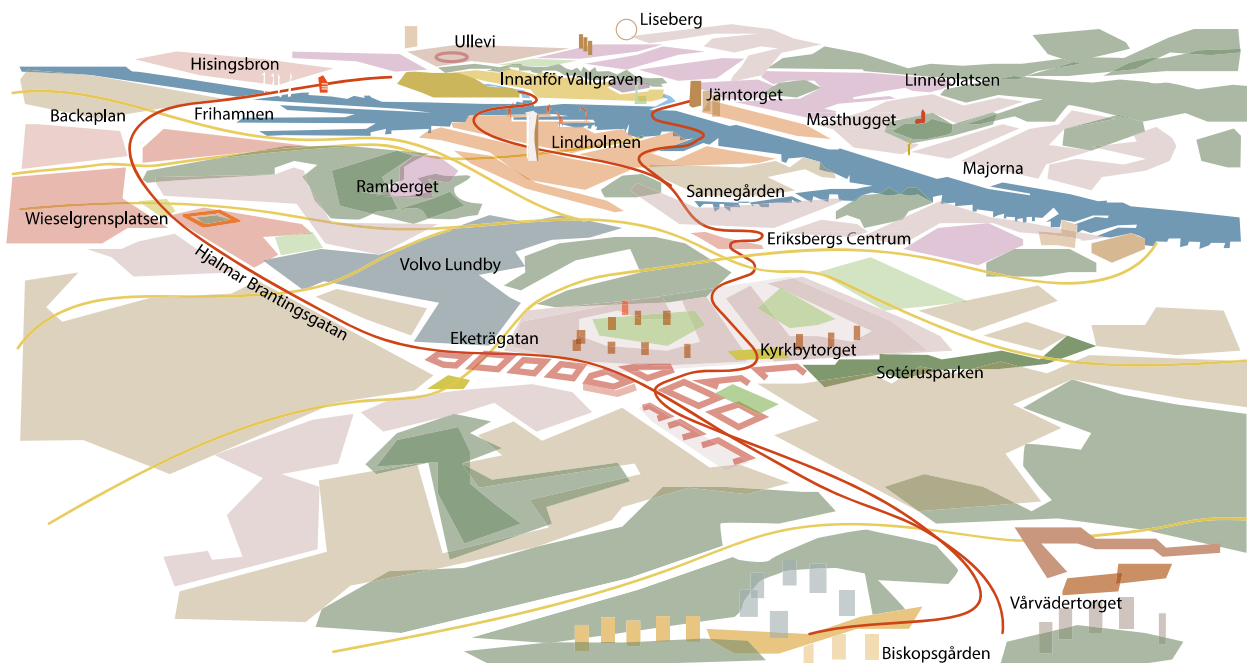 Liseberg
Ullevi
Hisingsbron
Innanför Vallgraven
Linnéplatsen
Järntorget
Backaplan
Frihamnen
Masthugget
Lindholmen
Majorna
Ramberget
Sannegården
Wieselgrensplatsen
Eriksbergs Centrum
Hjalmar Brantingsgatan
Volvo Lundby
Eketrägatan
Kyrkbytorget
Sotérusparken
Vårvädertorget
Biskopsgården